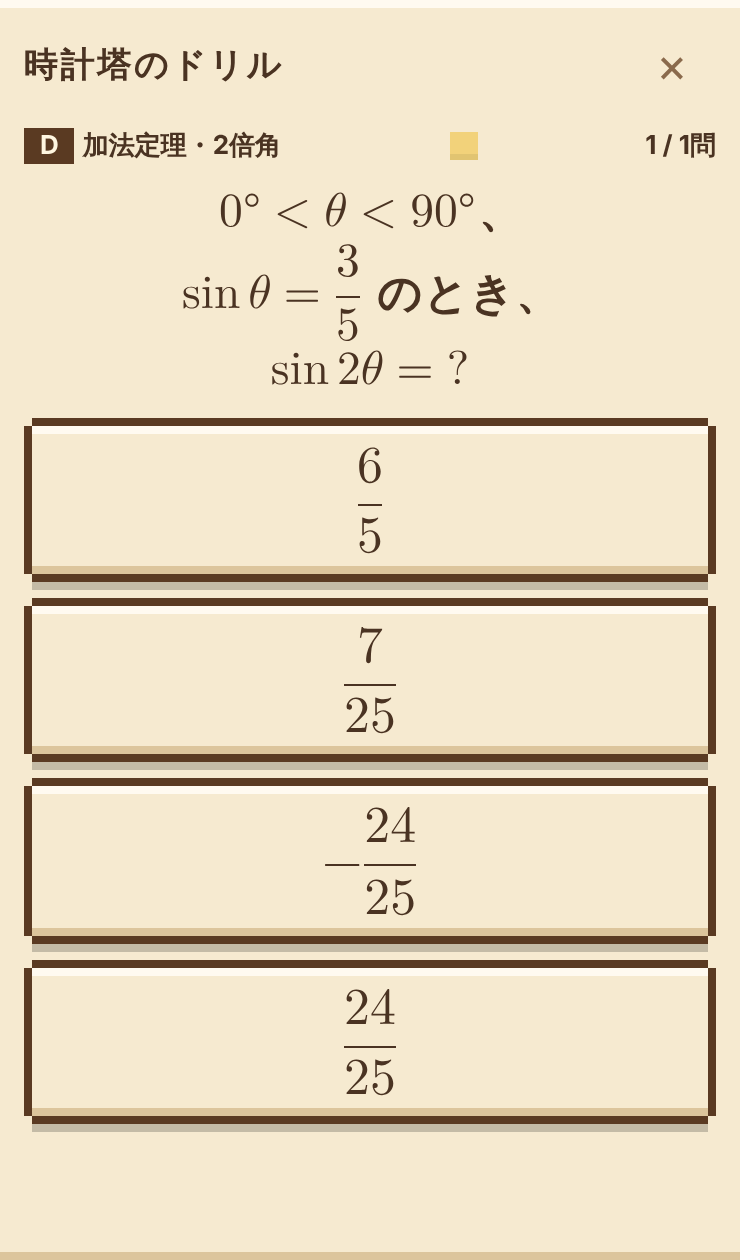 時計塔のドリル ×
D 加法定理・2倍角 1 / 1問
0° < θ < 90°、
sin θ = 3/5 のとき、
sin 2θ = ?
6/5
7/25
−24/25
24/25